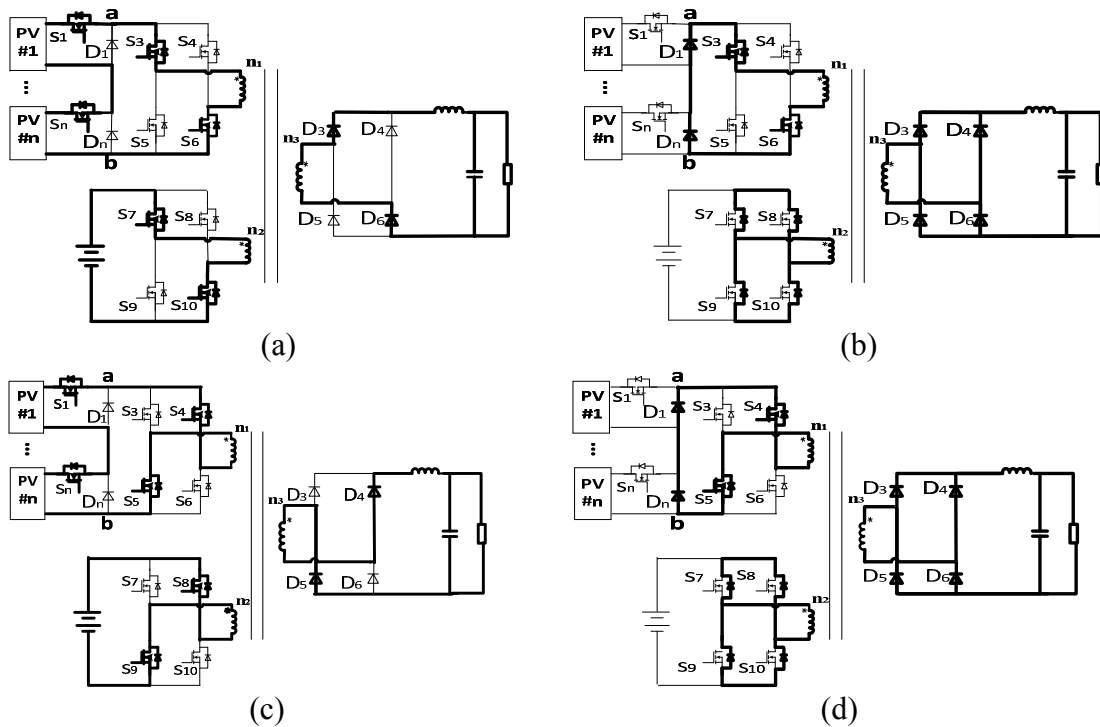 a
PV #1
S1
D1
S3
S4
n1
*
...
PV #n
Sn
Dn
S5
S6
b
n3
*
D3
D4
D5
D6
S7
S8
n2
*
S9
S10
(a)
a
PV #1
S1
D1
S3
S4
n1
*
...
PV #n
Sn
Dn
S5
S6
b
n3
*
D3
D4
D5
D6
S7
S8
n2
*
S9
S10
(b)
a
PV #1
S1
D1
S3
S4
n1
*
...
PV #n
Sn
Dn
S5
S6
b
n3
*
D3
D4
D5
D6
S7
S8
n2
*
S9
S10
(c)
a
PV #1
S1
D1
S3
S4
n1
*
...
PV #n
Sn
Dn
S5
S6
b
n3
*
D3
D4
D5
D6
S7
S8
n2
*
S9
S10
(d)